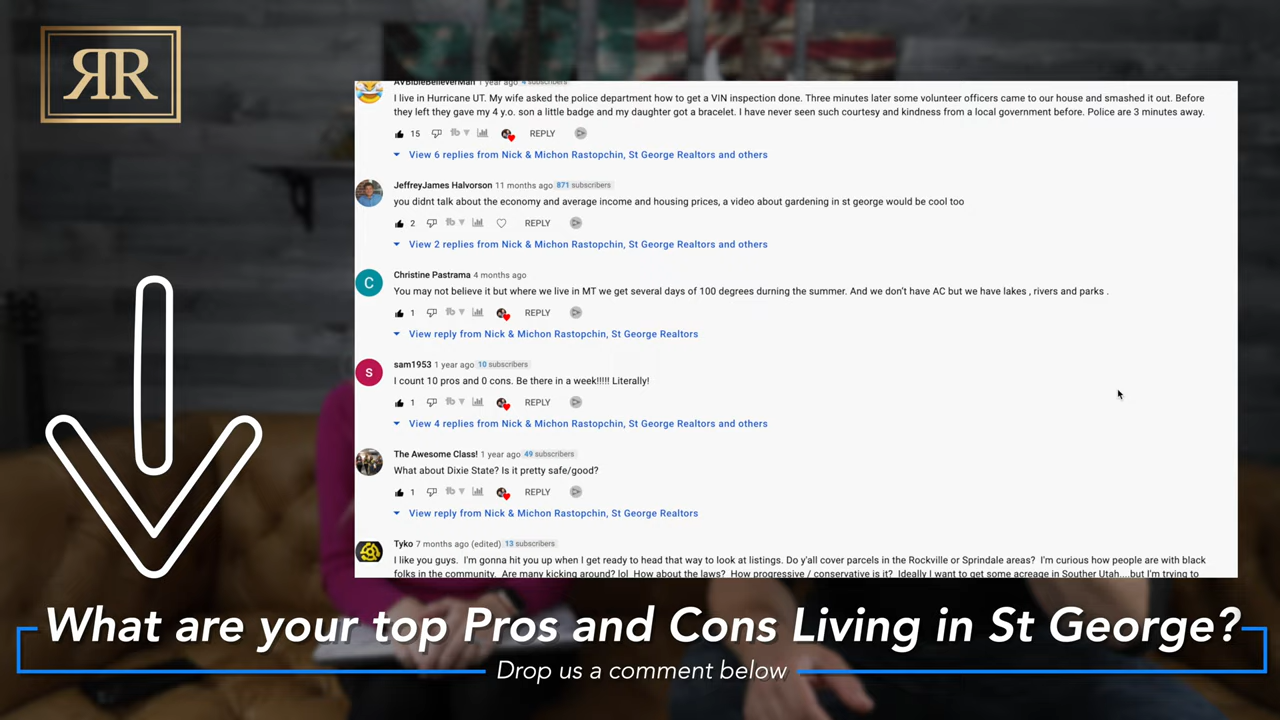 RR
AVBibleBelieverMan 1 year ago 4 subscribers
I live in Hurricane UT. My wife asked the police department how to get a VIN inspection done. Three minutes later some volunteer officers came to our house and smashed it out. Before
they left they gave my 4 y.o. son a little badge and my daughter got a bracelet. I have never seen such courtesy and kindness from a local government before. Police are 3 minutes away.
15 REPLY
View 6 replies from Nick & Michon Rastopchin, St George Realtors and others
JeffreyJames Halvorson 11 months ago 871 subscribers
you didnt talk about the economy and average income and housing prices, a video about gardening in st george would be cool too
2 REPLY
View 2 replies from Nick & Michon Rastopchin, St George Realtors and others
C
Christine Pastrama 4 months ago
You may not believe it but where we live in MT we get several days of 100 degrees durning the summer. And we don't have AC but we have lakes , rivers and parks .
1 REPLY
View reply from Nick & Michon Rastopchin, St George Realtors
S
sam1953 1 year ago 10 subscribers
I count 10 pros and 0 cons. Be there in a week!!!!! Literally!
1 REPLY
View 4 replies from Nick & Michon Rastopchin, St George Realtors and others
The Awesome Class! 1 year ago 49 subscribers
What about Dixie State? Is it pretty safe/good?
1 REPLY
View reply from Nick & Michon Rastopchin, St George Realtors
Tyko 7 months ago (edited) 13 subscribers
I like you guys. I'm gonna hit you up when I get ready to head that way to look at listings. Do y'all cover parcels in the Rockville or Sprindale areas? I'm curious how people are with black
folks in the community. Are many kicking around? lol How about the laws? How progressive / conservative is it? Ideally I want to get some acreage in Souther Utah....but I'm trying to
What are your top Pros and Cons Living in St George?
Drop us a comment below